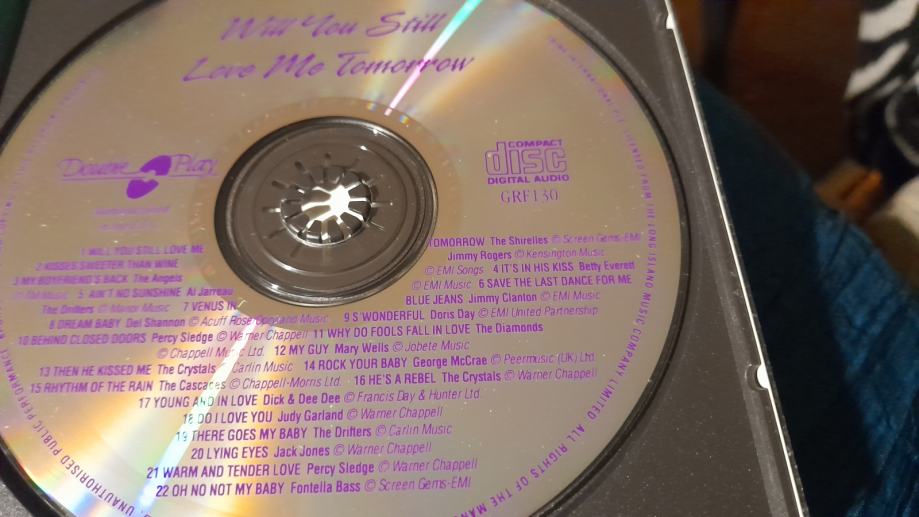 Will You Still
Love Me Tomorrow
Double Play
COMPACT
disc
DIGITAL AUDIO
GRF130
1 WILL YOU STILL LOVE ME TOMORROW The Shirelles © Screen Gems-EMI
2 KISSES SWEETER THAN WINE Jimmy Rogers © Kensington Music
3 MY BOYFRIEND'S BACK The Angels © EMI Songs 4 IT'S IN HIS KISS Betty Everett
© EMI Music 5 AIN'T NO SUNSHINE Al Jarreau © EMI Music 6 SAVE THE LAST DANCE FOR ME
The Drifters © Carlin Music 7 VENUS IN BLUE JEANS Jimmy Clanton © EMI Music
8 DREAM BABY Del Shannon © Acuff Rose Opryland Music 9 S WONDERFUL Doris Day © EMI United Partnership
10 BEHIND CLOSED DOORS Percy Sledge © Warner Chappell 11 WHY DO FOOLS FALL IN LOVE The Diamonds
© Chappell Music Ltd. 12 MY GUY Mary Wells © Jobete Music
13 THEN HE KISSED ME The Crystals Carlin Music 14 ROCK YOUR BABY George McCrae © Peermusic (UK) Ltd.
15 RHYTHM OF THE RAIN The Cascades © Chappell-Morris Ltd. 16 HE'S A REBEL The Crystals © Warner Chappell
17 YOUNG AND IN LOVE Dick & Dee Dee © Francis Day & Hunter Ltd.
18 DO I LOVE YOU Judy Garland © Warner Chappell
19 THERE GOES MY BABY The Drifters © Carlin Music
20 LYING EYES Jack Jones © Warner Chappell
21 WARM AND TENDER LOVE Percy Sledge © Warner Chappell
22 OH NO NOT MY BABY Fontella Bass © Screen Gems-EMI
FROM THE LONG ISLAND MUSIC COMPANY LIMITED. ALL RIGHTS OF THE
UNAUTHORISED PUBLIC PERFORMANCE